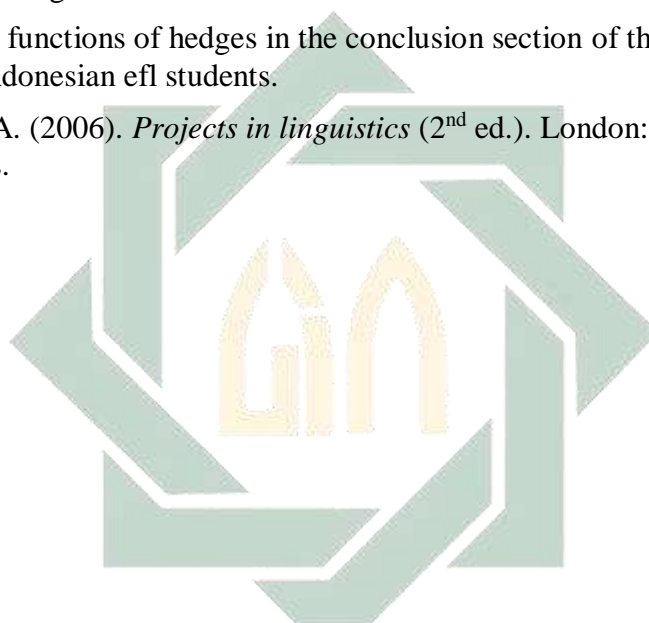 functions of hedges in the conclusion section of th
donesian efl students.
A. (2006). Projects in linguistics (2nd ed.). London: